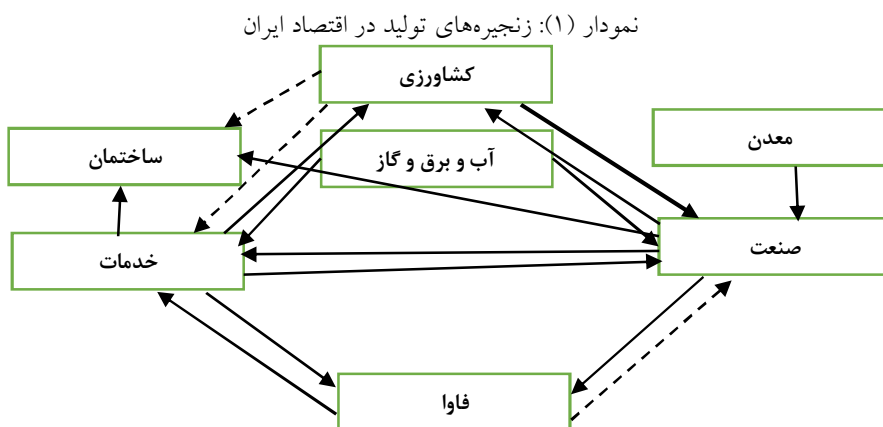 نمودار (۱): زنجیره‌های تولید در اقتصاد ایران
کشاورزی
معدن
ساختمان
آب و برق و گاز
صنعت
خدمات
فاوا